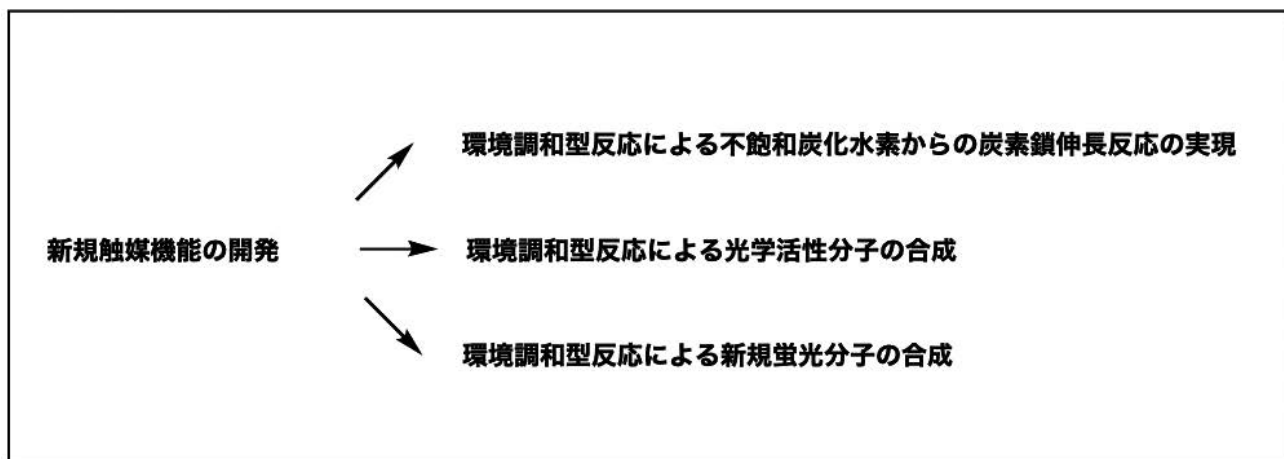 環境調和型反応による不飽和炭化水素からの炭素鎖伸長反応の実現
新規触媒機能の開発
環境調和型反応による光学活性分子の合成
環境調和型反応による新規蛍光分子の合成